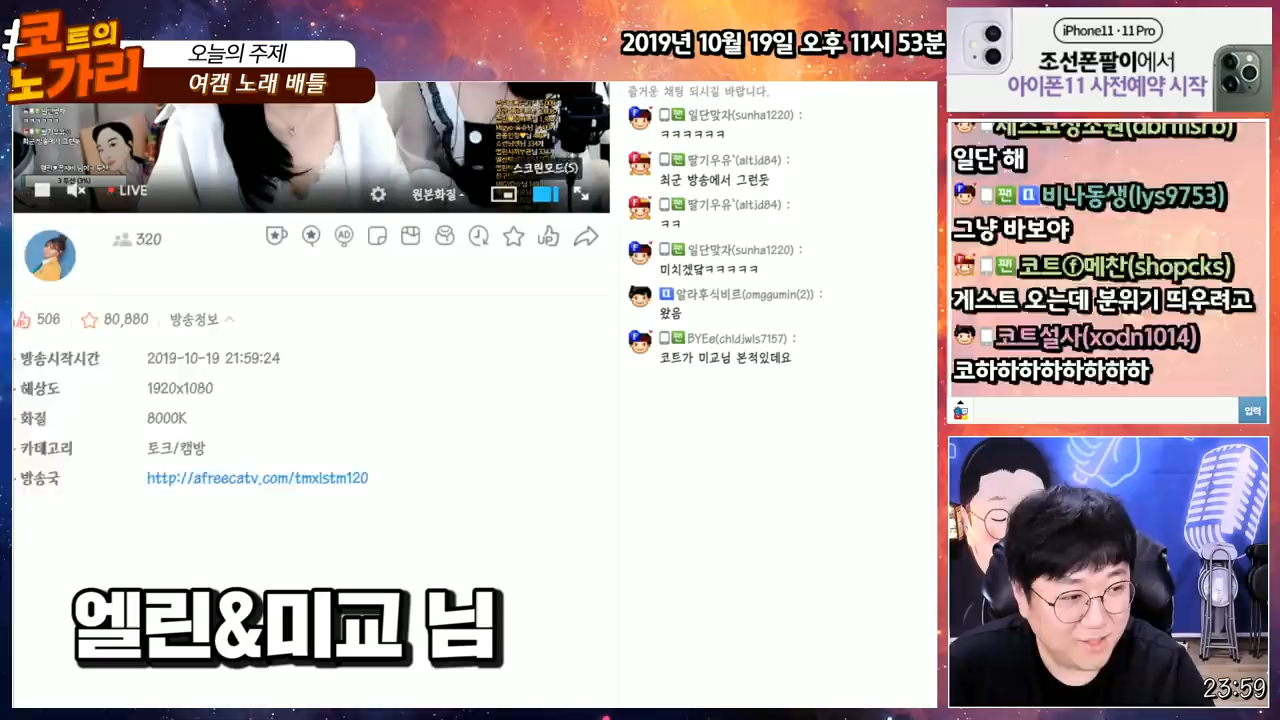 코트의
노가리
오늘의 주제
여캠 노래 배틀
2019년 10월 19일 오후 11시 53분
iPhone11 · 11 Pro
조선폰팔이에서
아이폰11 사전예약 시작
스크린모드(S)
LIVE
원본화질
320
506
80,880
방송정보
방송시작시간 2019-10-19 21:59:24
해상도 1920x1080
화질 8000K
카테고리 토크/캠방
방송국 http://afreecatv.com/tmxlstm120
엘린&미교 님
즐거운 채팅 되시길 바랍니다.
일단맞자(sunha1220) :
ㅋㅋㅋㅋㅋㅋ
딸기우유'(altjd84) :
최군 방송에서 그런듯
딸기우유'(altjd84) :
ㅋㅋ
일단맞자(sunha1220) :
미치겠닼ㅋㅋㅋㅋㅋ
알라후식비르(omggumin(2)) :
왔음
BYEe(chldjwls7157) :
코트가 미교님 본적있데요
일단 해
비나동생(lys9753)
그냥 바보야
코트ⓕ메찬(shopcks)
게스트 오는데 분위기 띄우려고
코트설사(xodn1014)
코하하하하하하하하
입력
23:59